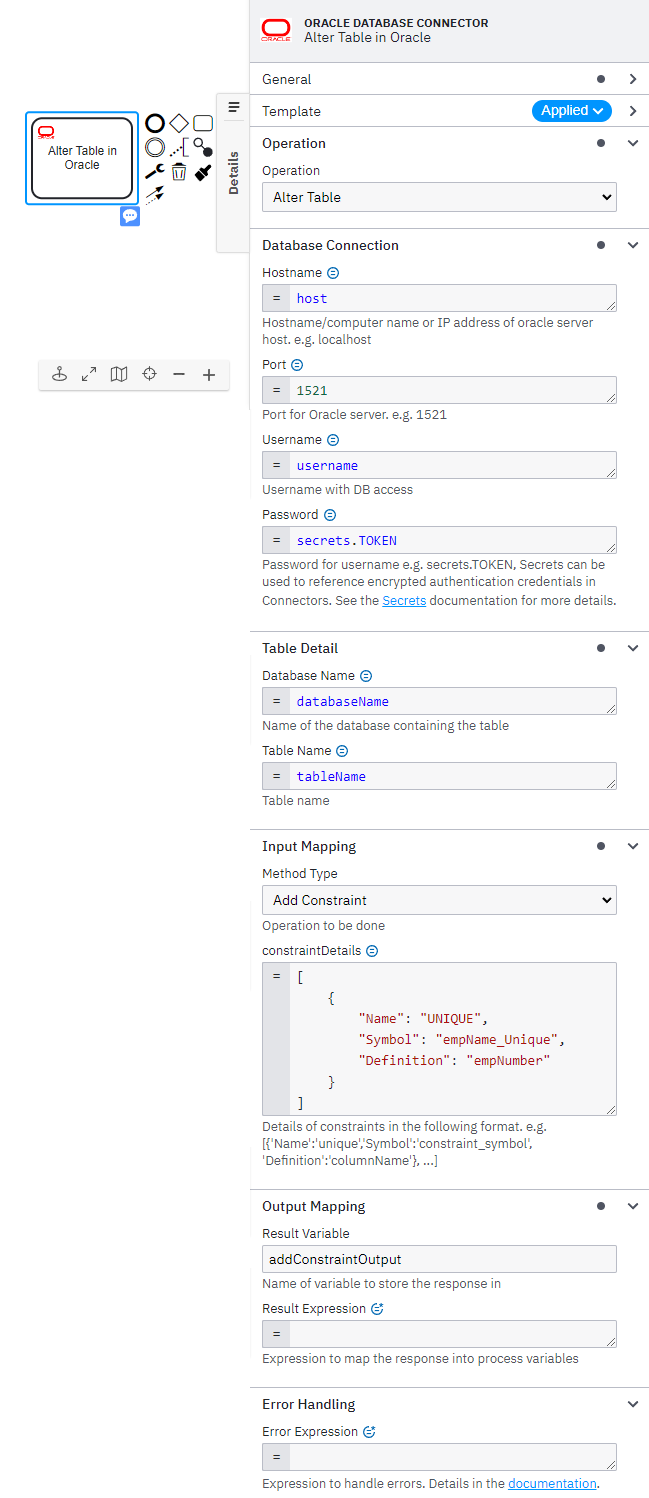 ORACLE
ORACLE DATABASE CONNECTOR
Alter Table in Oracle
General
Template
Applied
Operation
Operation
Alter Table
Alter Table in
Oracle
Details
Database Connection
Hostname
= host
Hostname/computer name or IP address of oracle server
host. e.g. localhost
Port
= 1521
Port for Oracle server. e.g. 1521
Username
= username
Username with DB access
Password
= secrets.TOKEN
Password for username e.g. secrets.TOKEN, Secrets can be
used to reference encrypted authentication credentials in
Connectors. See the Secrets documentation for more details.
Table Detail
Database Name
= databaseName
Name of the database containing the table
Table Name
= tableName
Table name
Input Mapping
Method Type
Add Constraint
Operation to be done
constraintDetails
= [
{
"Name": "UNIQUE",
"Symbol": "empName_Unique",
"Definition": "empNumber"
}
]
Details of constraints in the following format. e.g.
[{'Name':'unique','Symbol':'constraint_symbol',
'Definition':'columnName'}, ...]
Output Mapping
Result Variable
addConstraintOutput
Name of variable to store the response in
Result Expression
=
Expression to map the response into process variables
Error Handling
Error Expression
=
Expression to handle errors. Details in the documentation.